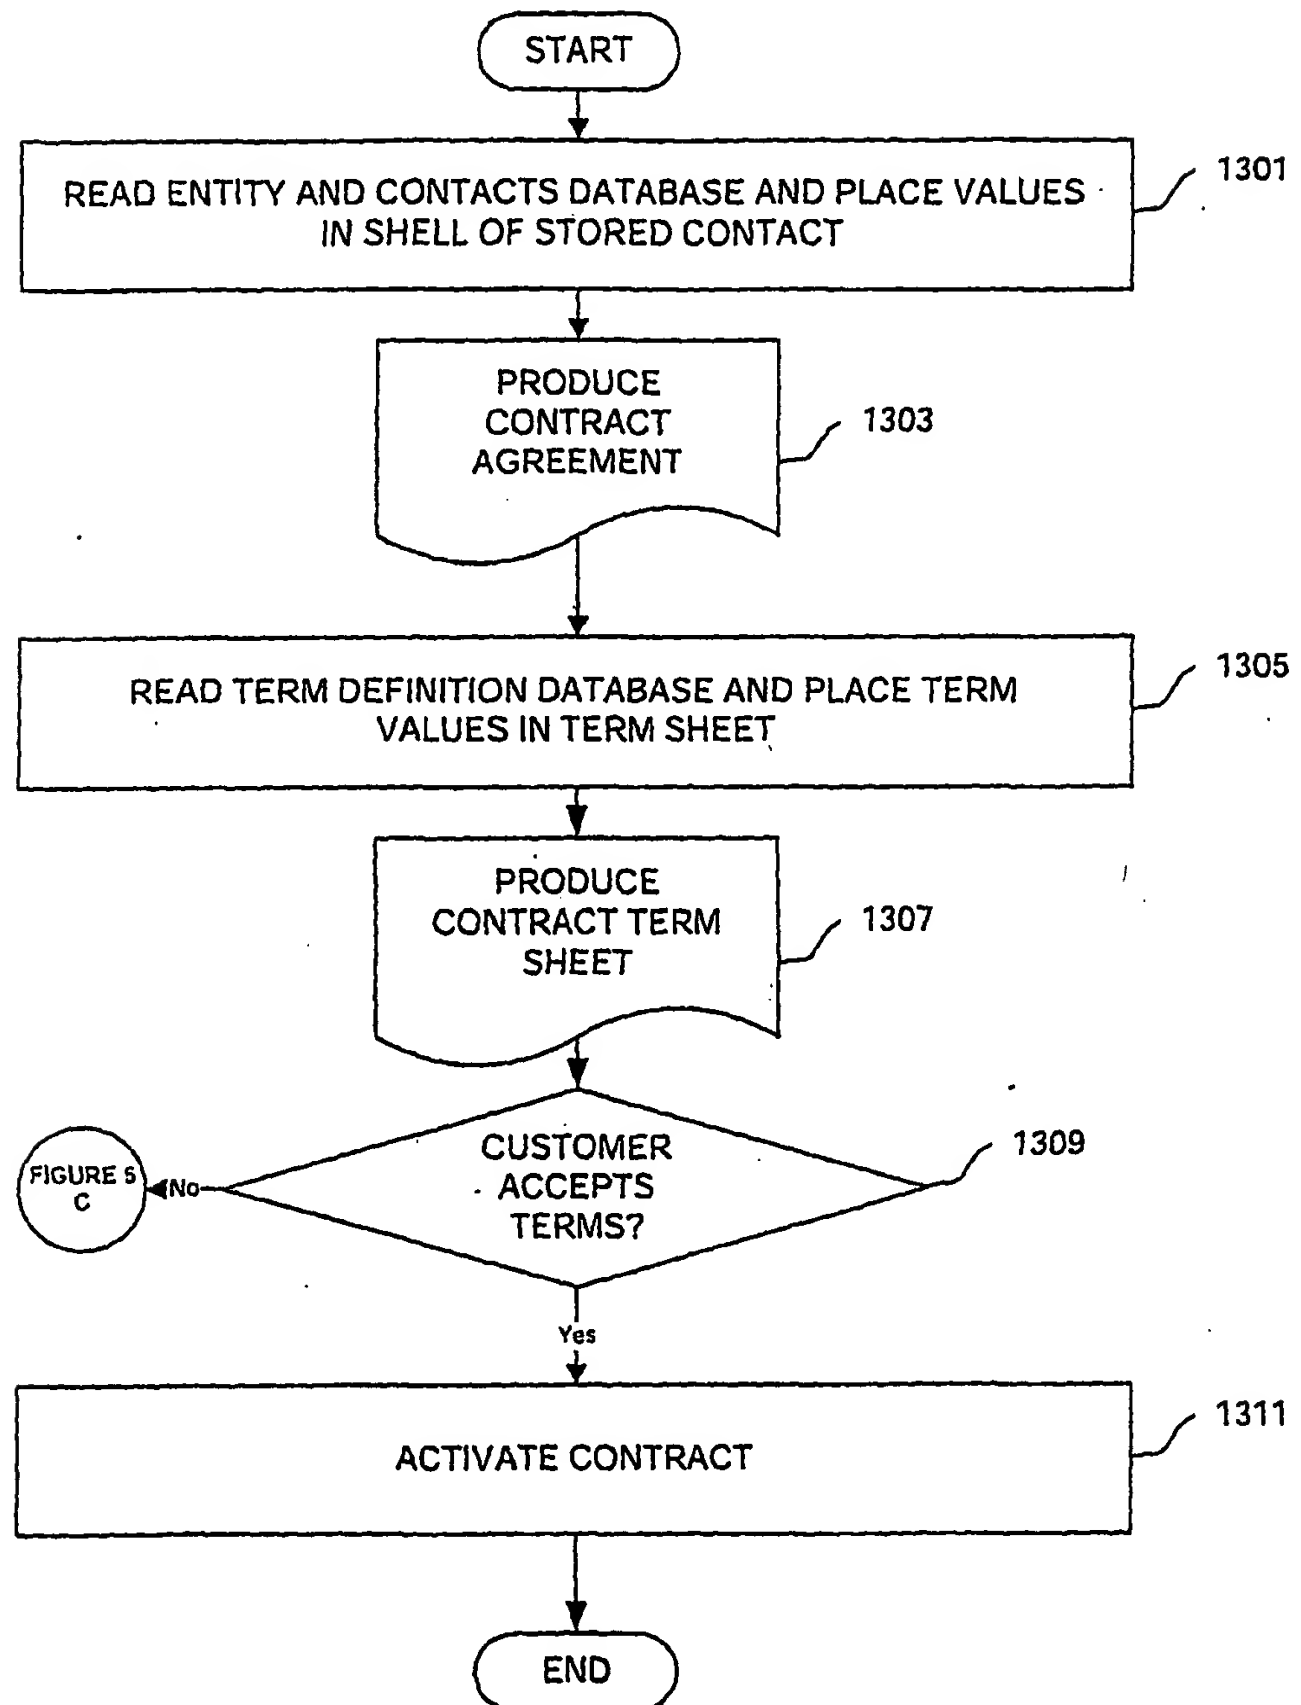 START
READ ENTITY AND CONTACTS DATABASE AND PLACE VALUES
IN SHELL OF STORED CONTACT
1301
PRODUCE
CONTRACT
AGREEMENT
1303
READ TERM DEFINITION DATABASE AND PLACE TERM
VALUES IN TERM SHEET
1305
PRODUCE
CONTRACT TERM
SHEET
1307
CUSTOMER
ACCEPTS
TERMS?
1309
No
FIGURE 5
C
Yes
ACTIVATE CONTRACT
1311
END